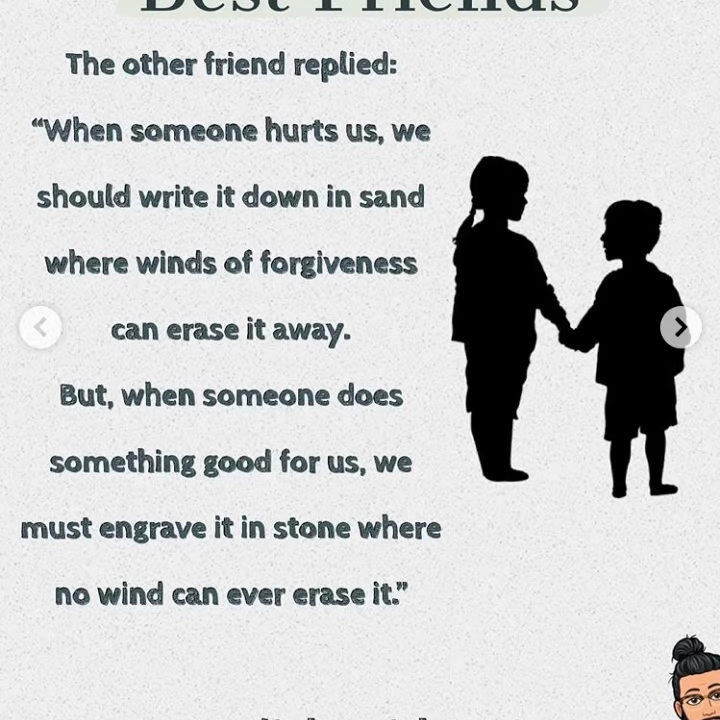 Best Friends
The other friend replied:
“When someone hurts us, we
should write it down in sand
where winds of forgiveness
can erase it away.
But, when someone does
something good for us, we
must engrave it in stone where
no wind can ever erase it.”